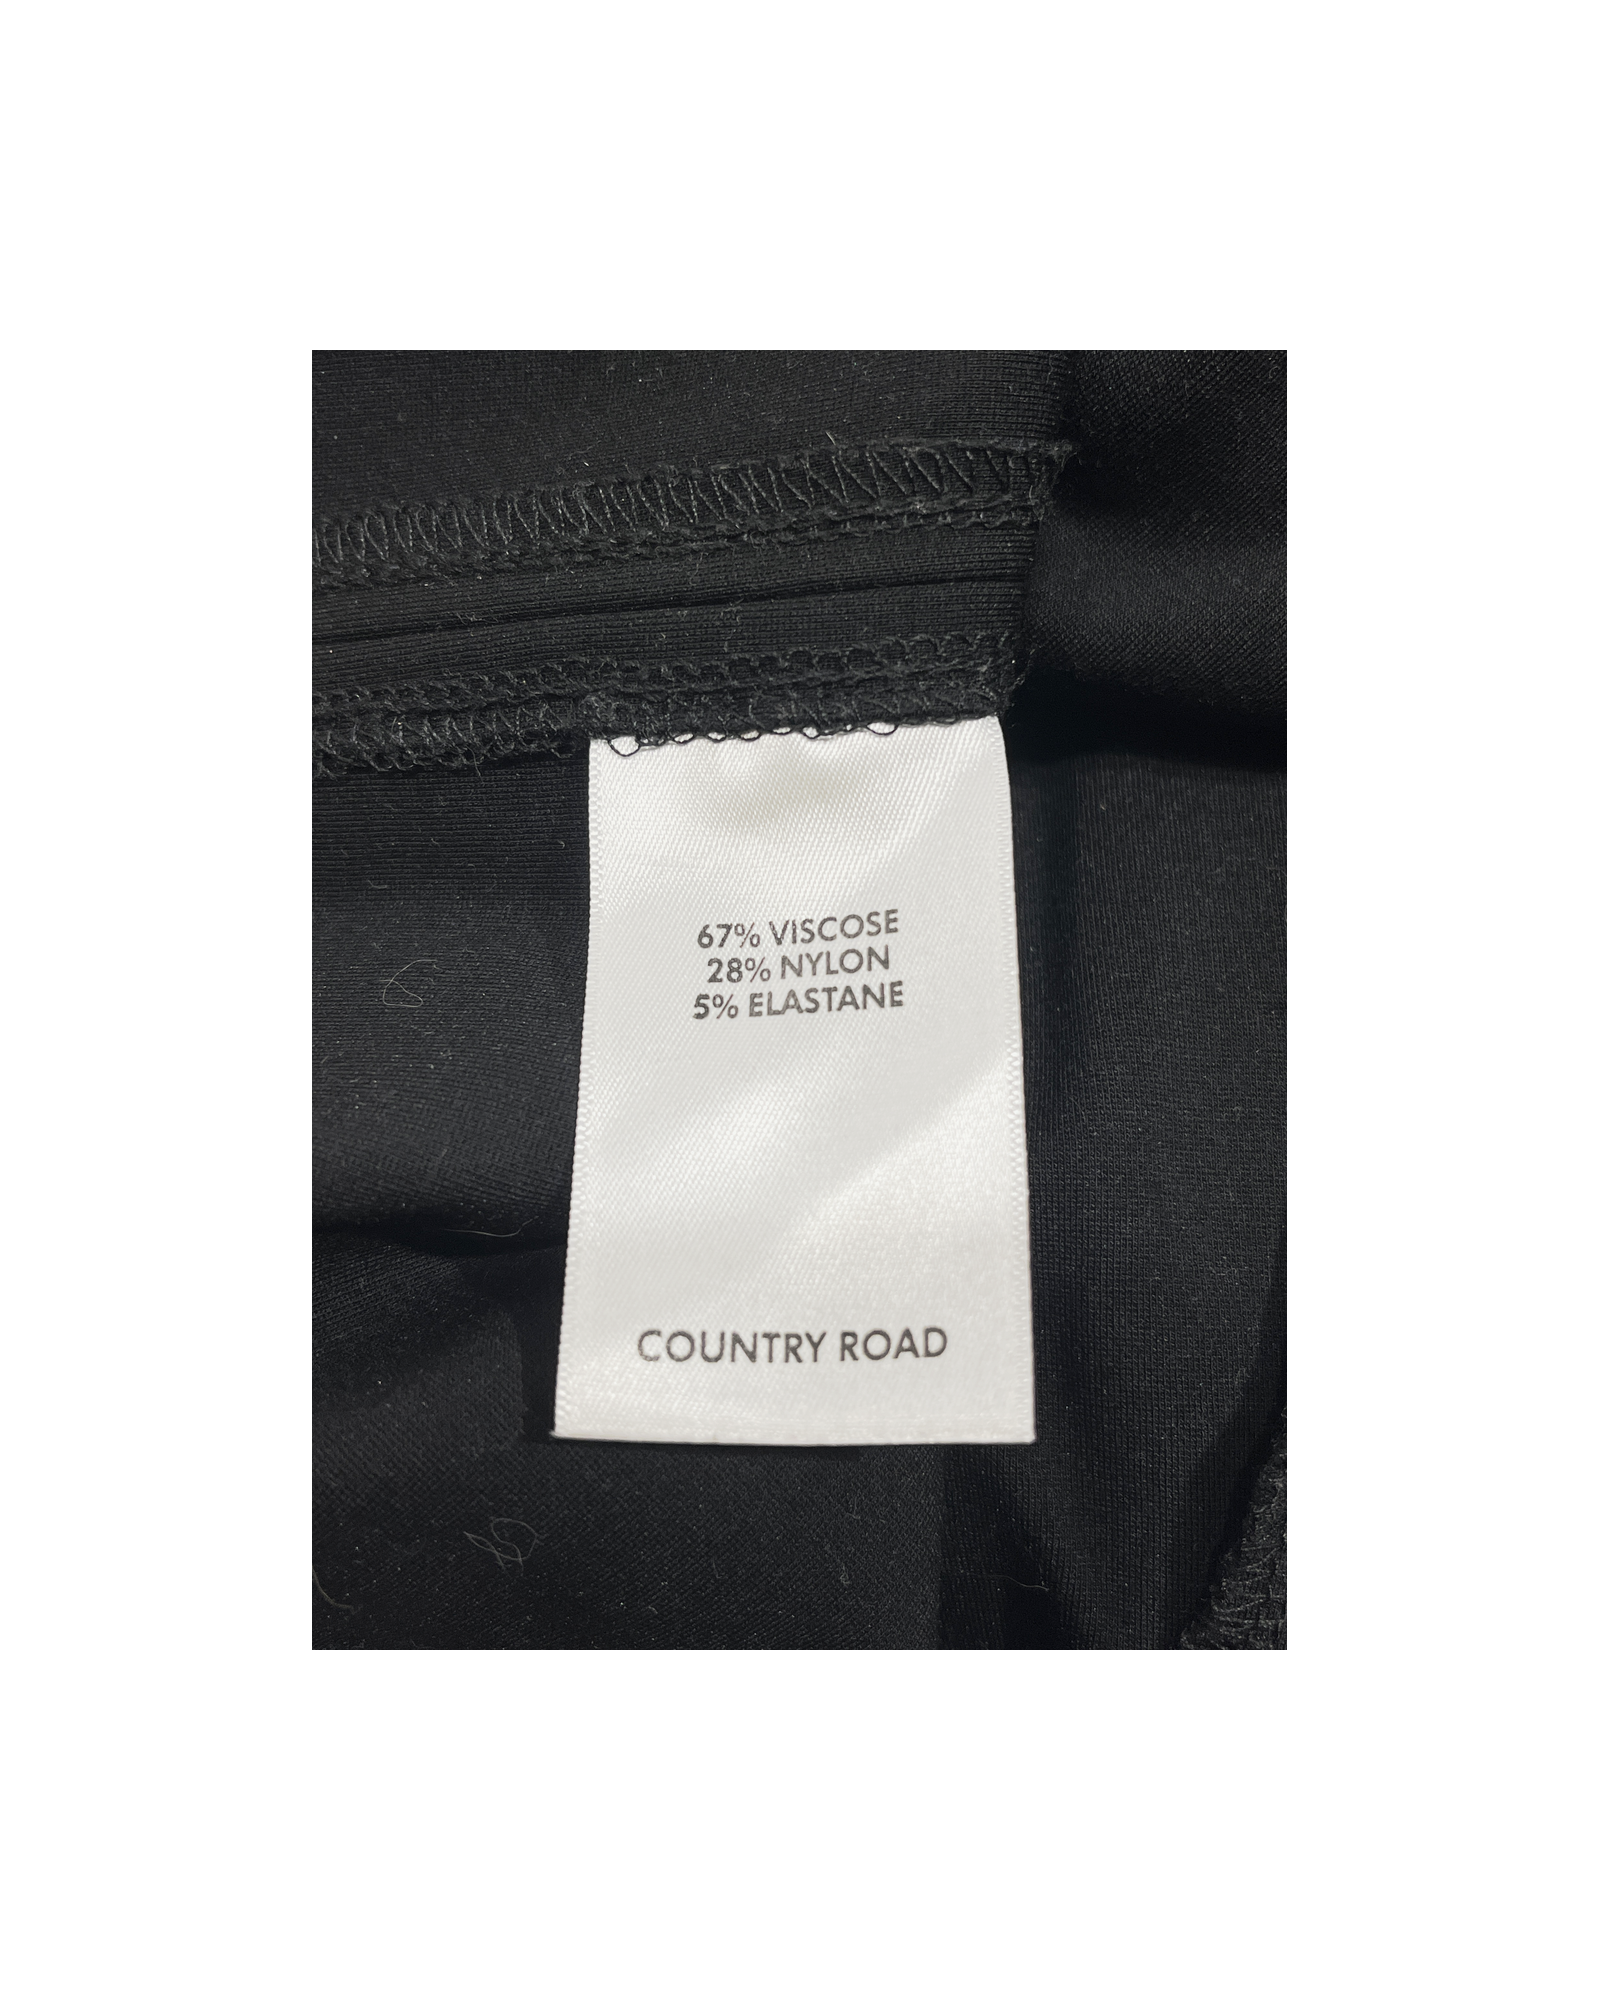 67% VISCOSE
28% NYLON
5% ELASTANE
COUNTRY ROAD